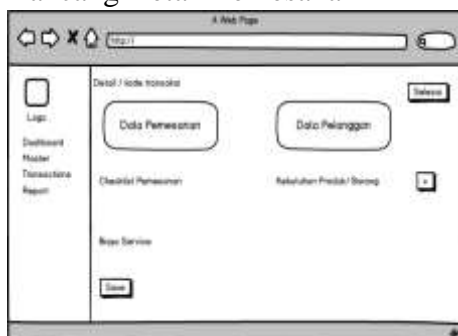 A Web Page
http://
Detail / kode transaksi
Selesai
Logo
Data Pemesanan
Data Pelanggan
Dashboard
Master
Transactions
Report
Checklist Pemesanan
Kebutuhan Produk/ Barang
+
Biaya Service
Save